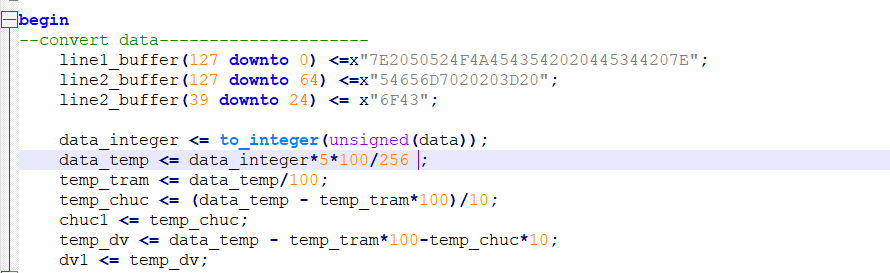 begin
--convert data---------------------
line1_buffer(127 downto 0) <=x"7E2050524F4A4543542020445344207E";
line2_buffer(127 downto 64) <=x"54656D7020203D20";
line2_buffer(39 downto 24) <= x"6F43";
data_integer <= to_integer(unsigned(data));
data_temp <= data_integer*5*100/256 ;
temp_tram <= data_temp/100;
temp_chuc <= (data_temp - temp_tram*100)/10;
chuc1 <= temp_chuc;
temp_dv <= data_temp - temp_tram*100-temp_chuc*10;
dv1 <= temp_dv;